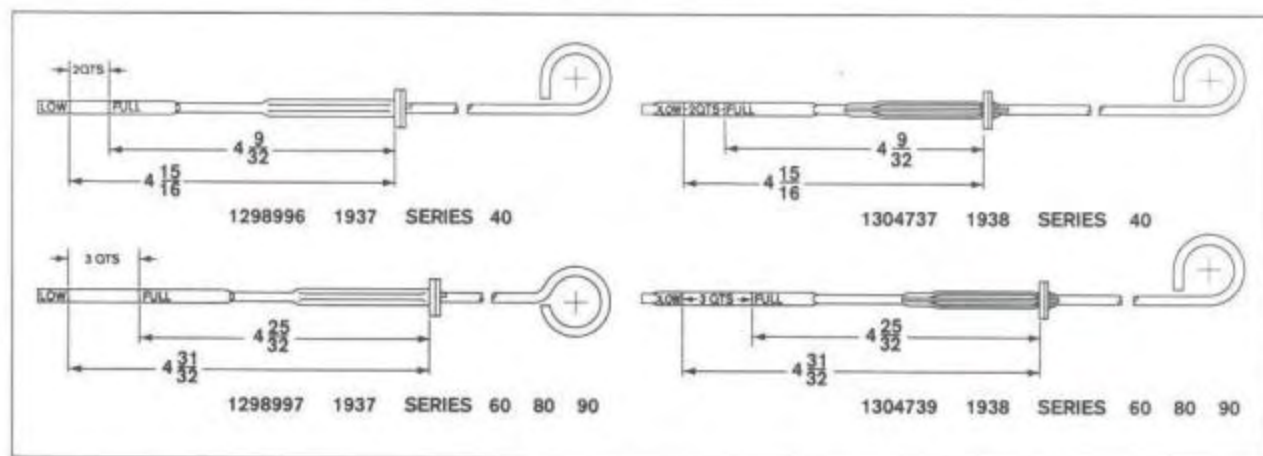 2QTS
LOW FULL
4 9/32
4 15/16
1298996 1937 SERIES 40
LOW 2QTS FULL
4 9/32
4 15/16
1304737 1938 SERIES 40
3 QTS
LOW FULL
4 25/32
4 31/32
1298997 1937 SERIES 60 80 90
LOW 3 QTS FULL
4 25/32
4 31/32
1304739 1938 SERIES 60 80 90